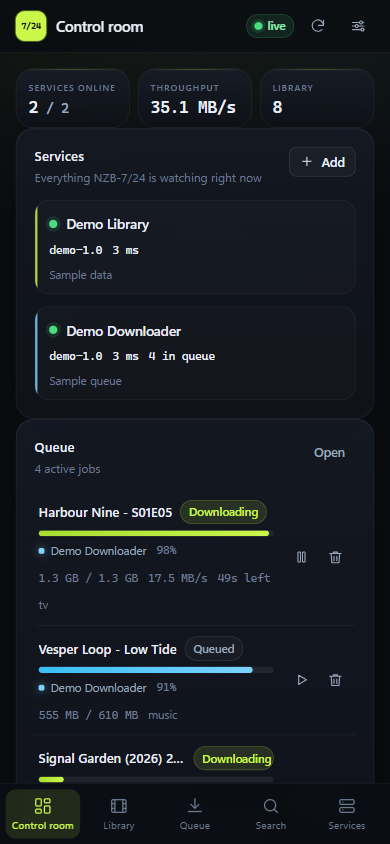 7/24 Control room live
SERVICES ONLINE THROUGHPUT LIBRARY
2 / 2 35.1 MB/s 8
Services
Everything NZB-7/24 is watching right now
+ Add
Demo Library
demo-1.0 3 ms
Sample data
Demo Downloader
demo-1.0 3 ms 4 in queue
Sample queue
Queue
4 active jobs
Open
Harbour Nine - S01E05 Downloading
Demo Downloader 98%
1.3 GB / 1.3 GB 17.5 MB/s 49s left
tv
Vesper Loop - Low Tide Queued
Demo Downloader 91%
555 MB / 610 MB music
Signal Garden (2026) 2... Downloading
Control room Library Queue Search Services